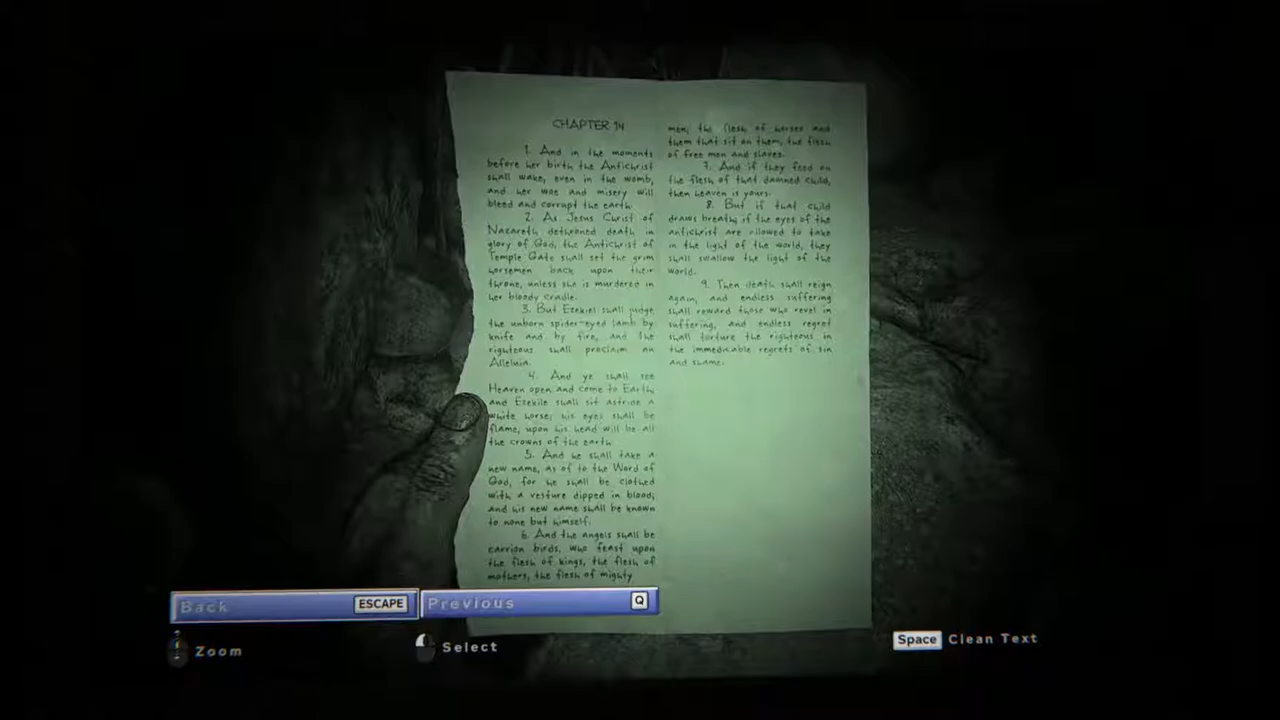 CHAPTER 14
1. And in the moments
before her birth the Antichrist
shall wake, even in the womb,
and her woe and misery will
bleed and corrupt the earth.
2. As Jesus Christ of
Nazareth dethroned death in
glory of God, the Antichrist of
Temple Gate shall set the grim
horsemen back upon their
throne, unless she is murdered in
her bloody cradle.
3. But Ezekiel shall judge
the unborn spider-eyed lamb by
knife and by fire, and the
righteous shall proclaim an
Alleluia.
4. And ye shall see
Heaven open and come to Earth,
and Ezekile shall sit astride a
white horse; his eyes shall be
flame, upon his head will be all
the crowns of the earth.
5. And he shall take a
new name, as of to the Word of
God, for he shall be clothed
with a vesture dipped in blood;
and his new name shall be known
to none but himself.
6. And the angels shall be
carrion birds, who feast upon
the flesh of kings, the flesh of
mothers, the flesh of mighty
men; the flesh of horses and
them that sit on them, the flesh
of free men and slaves.
7. And if they feed on
the flesh of that damned child,
then heaven is yours.
8. But if that child
draws breath; if the eyes of the
antichrist are allowed to take
in the light of the world, they
shall swallow the light of the
world.
9. Then death shall reign
again, and endless suffering
shall reward those who revel in
suffering, and endless regret
shall torture the righteous in
the immedicable regrets of sin
and shame.
Back ESCAPE
Previous Q
Zoom
Select
Space Clean Text